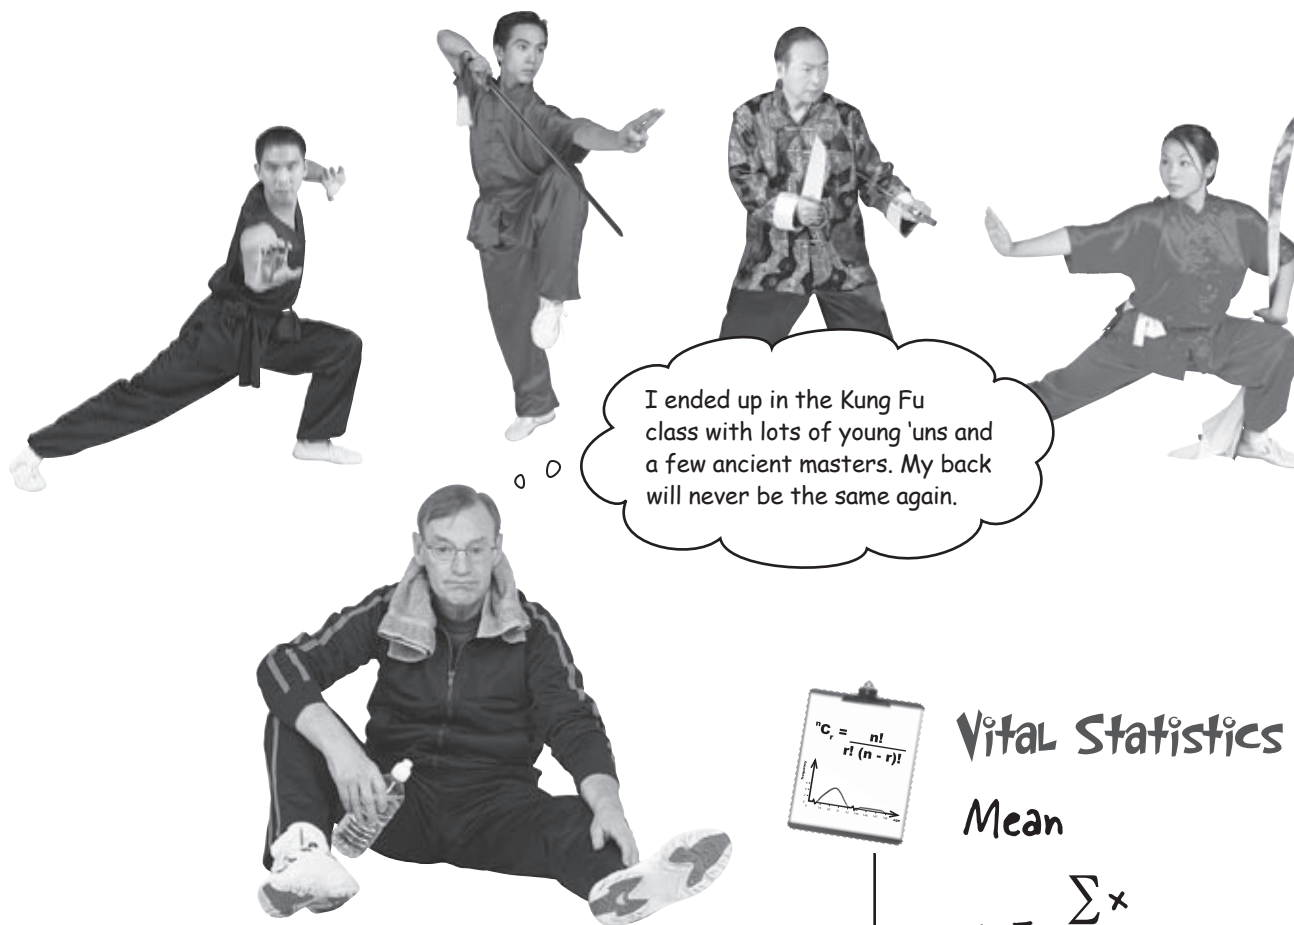 I ended up in the Kung Fu
class with lots of young 'uns and
a few ancient masters. My back
will never be the same again.
nCr = n!
r! (n - r)!
Vital Statistics
Mean
∑x